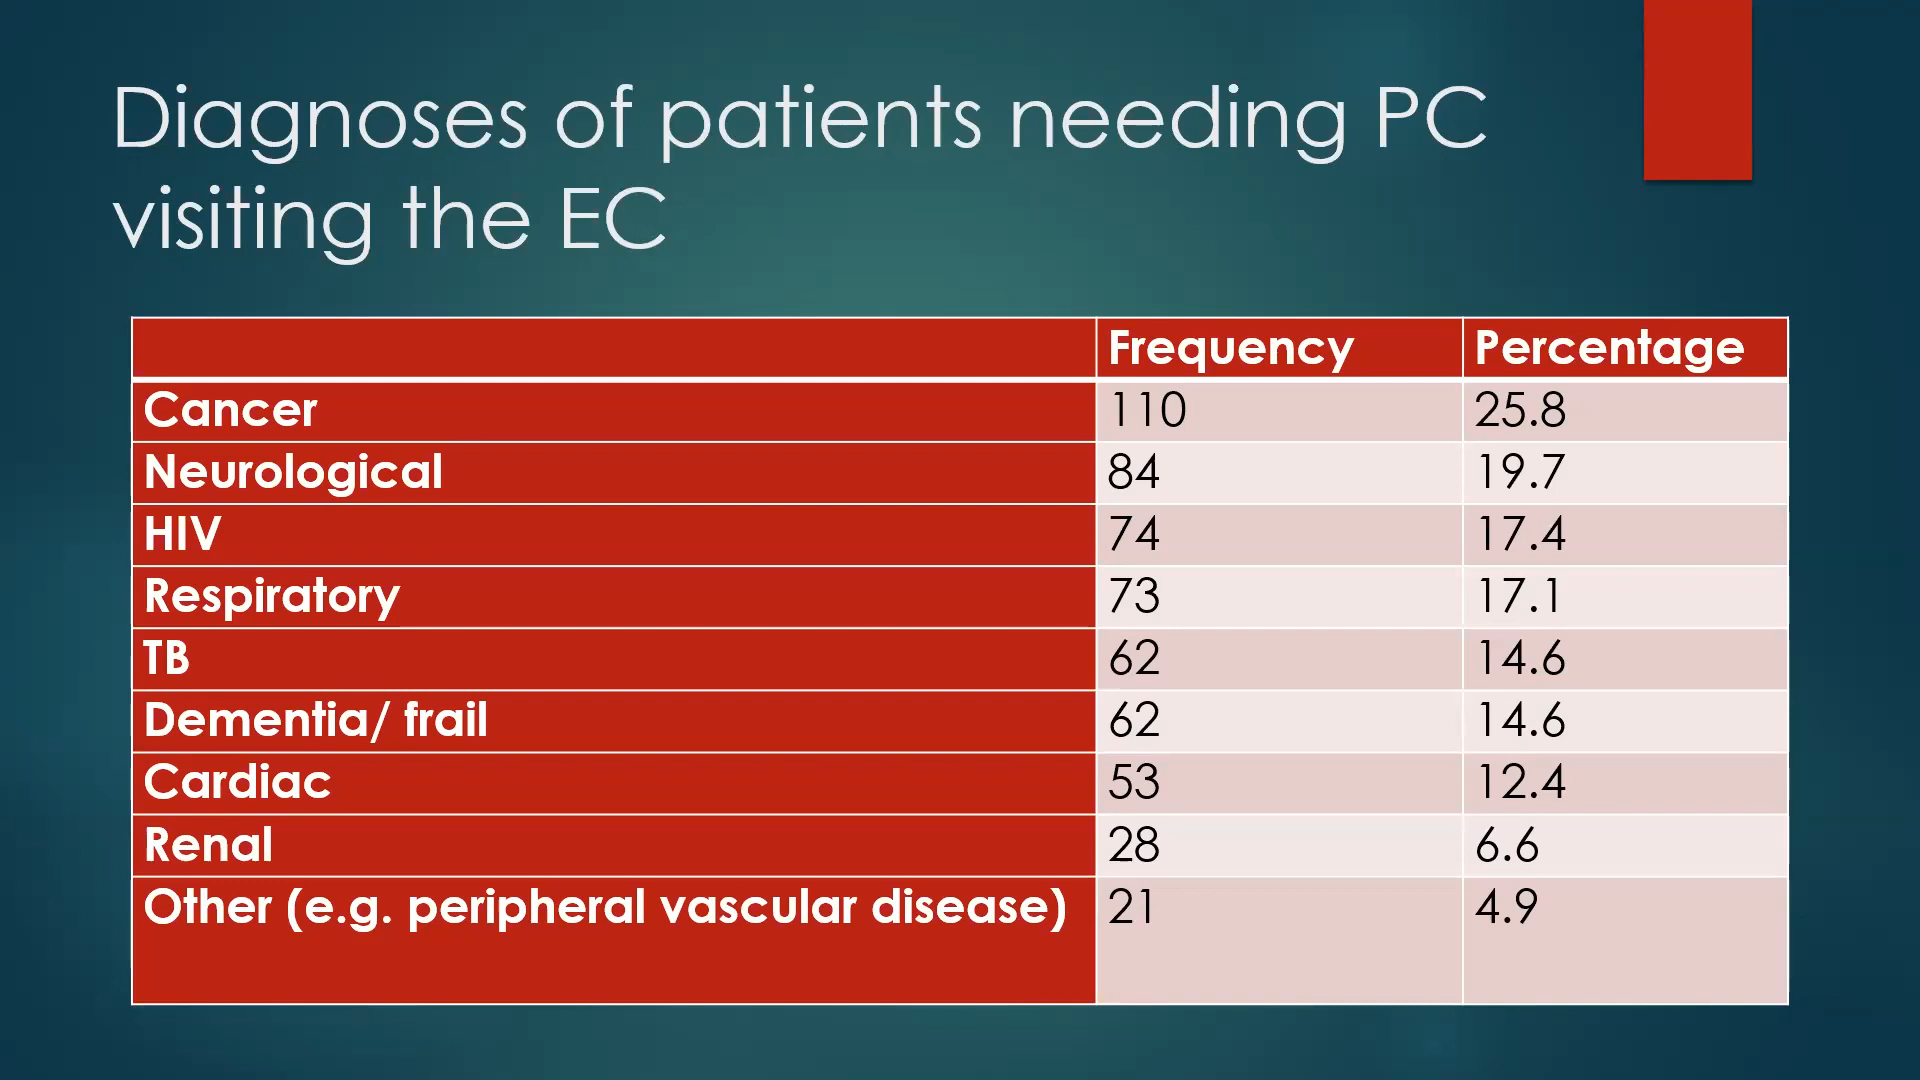 Diagnoses of patients needing PC
visiting the EC
Frequency Percentage
Cancer 110 25.8
Neurological 84 19.7
HIV 74 17.4
Respiratory 73 17.1
TB 62 14.6
Dementia/ frail 62 14.6
Cardiac 53 12.4
Renal 28 6.6
Other (e.g. peripheral vascular disease) 21 4.9